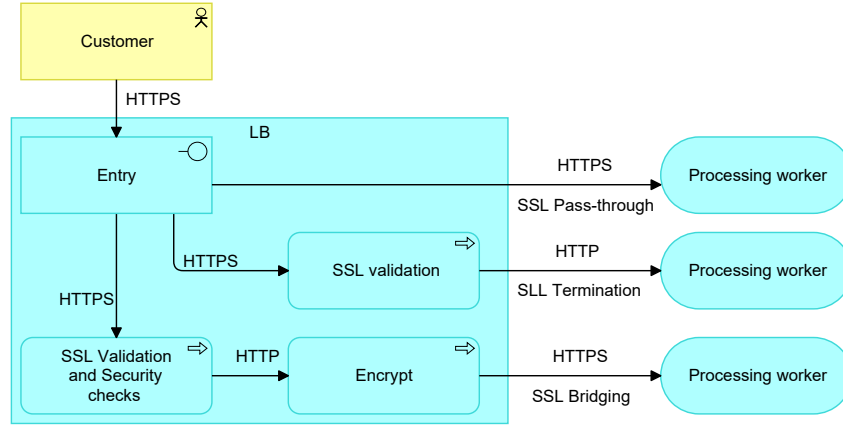 Customer
HTTPS
LB
Entry
HTTPS
SSL Pass-through
Processing worker
HTTPS
SSL validation
HTTP
SLL Termination
Processing worker
HTTPS
SSL Validation
and Security
checks
HTTP
Encrypt
HTTPS
SSL Bridging
Processing worker